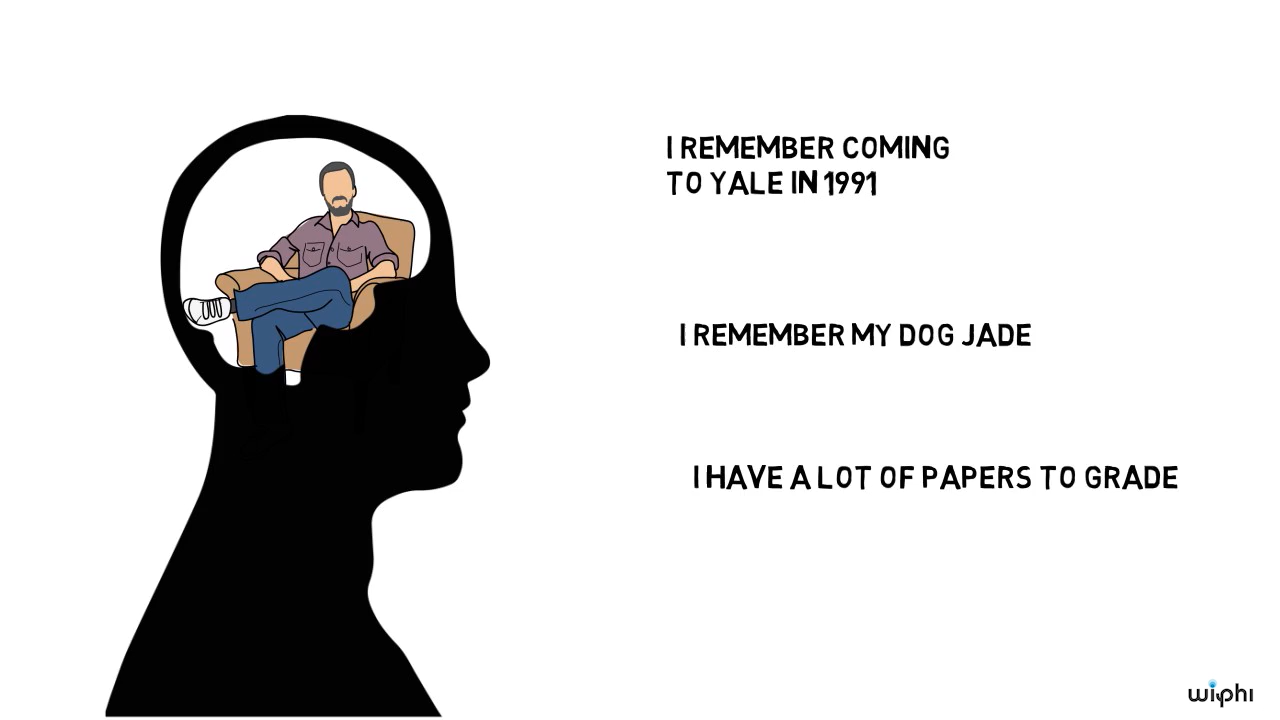 I REMEMBER COMING
TO YALE IN 1991
I REMEMBER MY DOG JADE
I HAVE A LOT OF PAPERS TO GRADE
wiphi